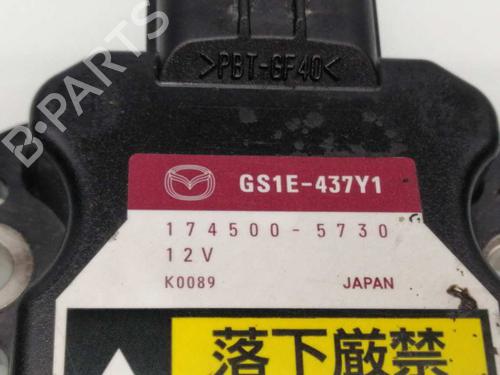 >PBT-GF40<
GS1E-437Y1
174500-5730
12V
K0089 JAPAN
落下厳禁
B-PARTS